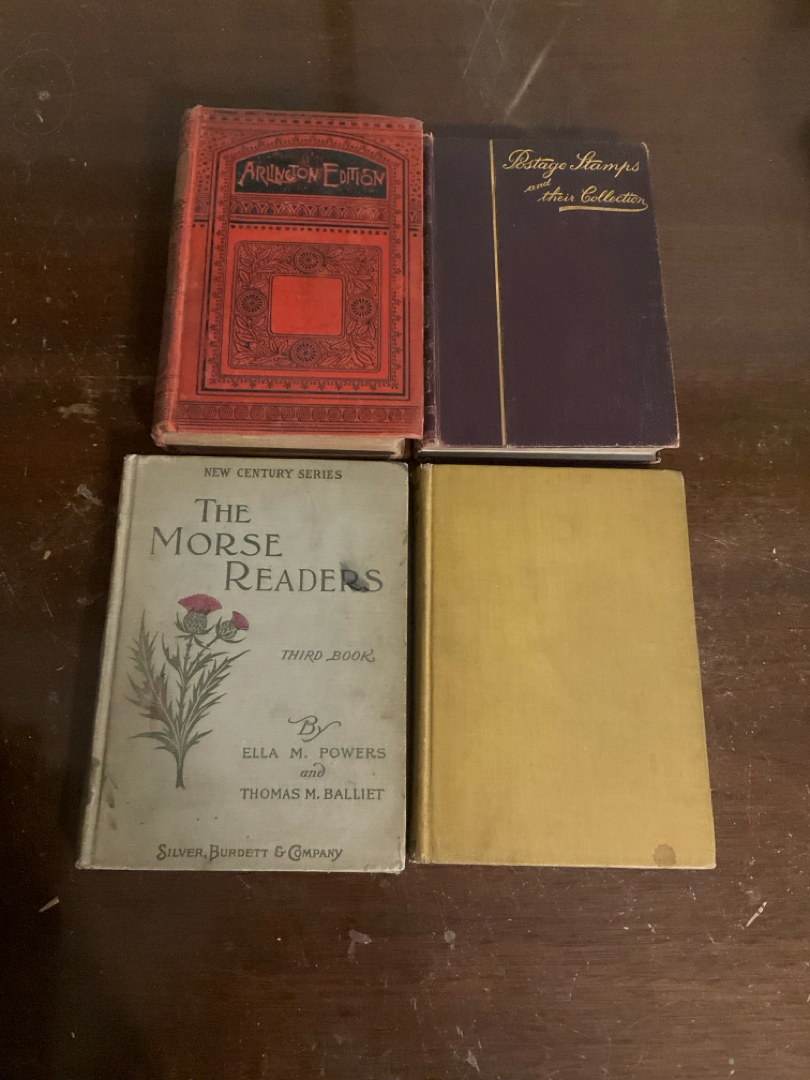 ARLINGTON EDITION
Postage Stamps
and
their Collection
NEW CENTURY SERIES
THE
MORSE
READERS
THIRD BOOK
By
ELLA M. POWERS
and
THOMAS M. BALLIET
SILVER, BURDETT & COMPANY